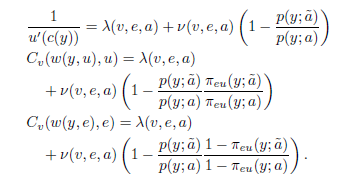 1/u'(c(y)) = λ(v, e, a) + ν(v, e, a) (1 − p(y; ã)/p(y; a))
C_v(w(y, u), u) = λ(v, e, a)
+ ν(v, e, a) (1 − p(y; ã)/p(y; a) π_eu(y; ã)/π_eu(y; a))
C_v(w(y, e), e) = λ(v, e, a)
+ ν(v, e, a) (1 − p(y; ã)/p(y; a) 1 − π_eu(y; ã)/1 − π_eu(y; a)).